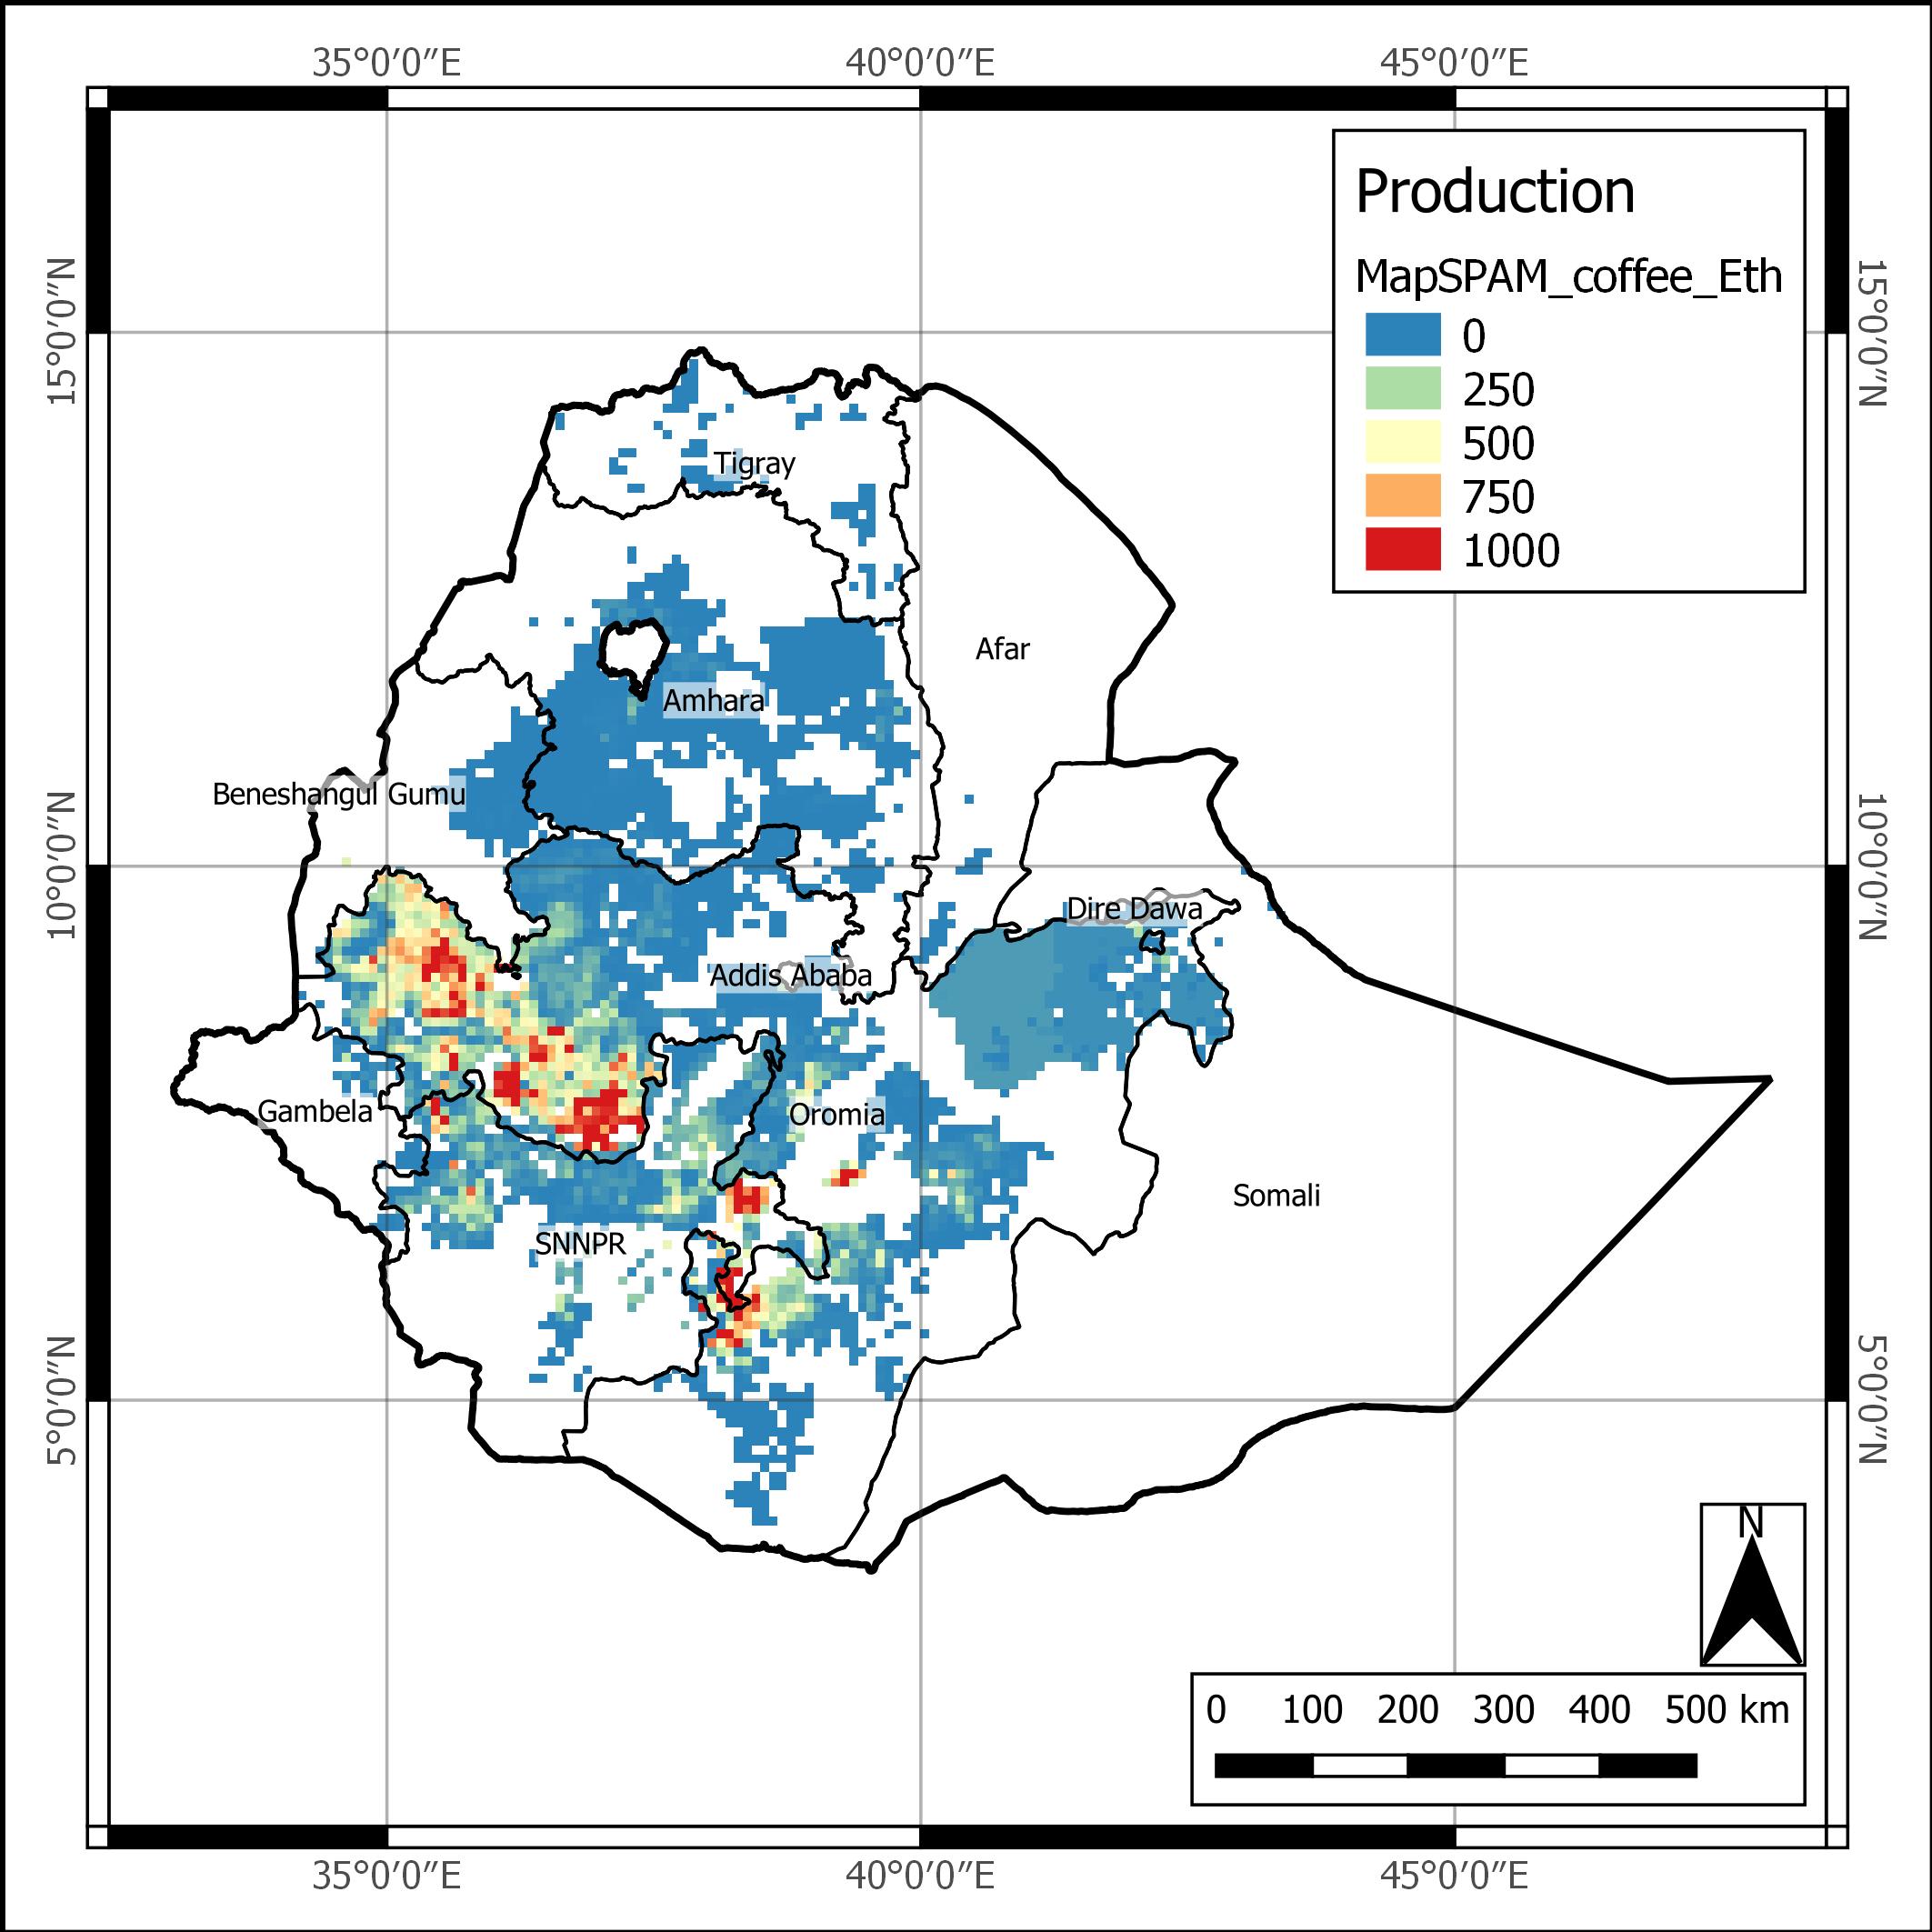 35°0′0″E 40°0′0″E 45°0′0″E
Production
MapSPAM_coffee_Eth
0
250
500
750
1000
15°0′0″N 15°0′0″N
Tigray
Afar
Amhara
Beneshangul Gumu
10°0′0″N 10°0′0″N
Dire Dawa
Addis Ababa
Gambela
Oromia
Somali
SNNPR
5°0′0″N 5°0′0″N
N
0 100 200 300 400 500 km
35°0′0″E 40°0′0″E 45°0′0″E